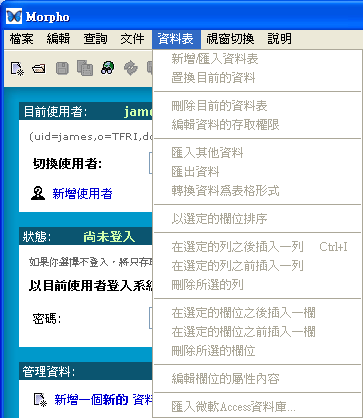 Morpho
檔案 編輯 查詢 文件 資料表 視窗切換 說明
新增/匯入資料表
置換目前的資料
刪除目前的資料表
編輯資料的存取權限
匯入其他資料
匯出資料
轉換資料爲表格形式
以選定的欄位排序
在選定的列之後插入一列 Ctrl+I
在選定的列之前插入一列
刪除所選的列
在選定的欄位之後插入一欄
在選定的欄位之前插入一欄
刪除所選的欄位
編輯欄位的屬性內容
匯入微軟Access資料庫...
目前使用者: jame
(uid=james,o=TFRI,dc
切換使用者:
新增使用者
狀態: 尚未登入
如果你選擇不登入，將只存取
以目前使用者登入系統
密碼:
管理資料:
新增一個新的 資料